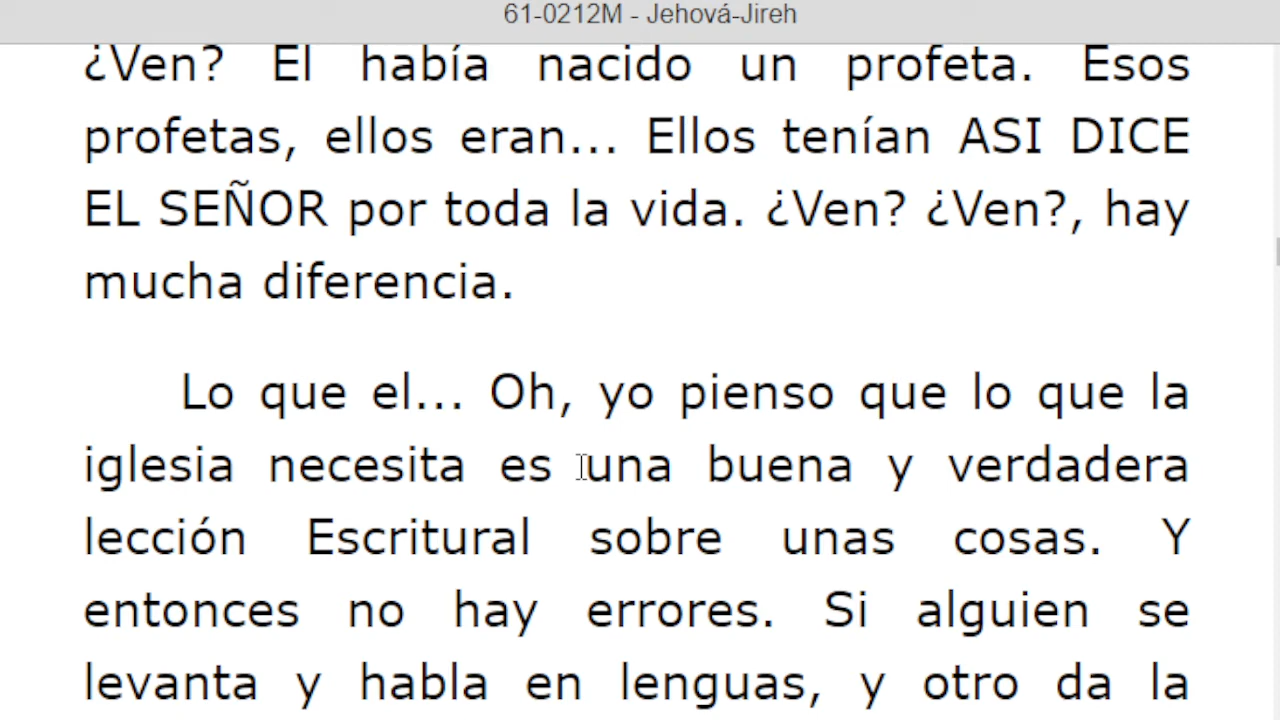 61-0212M - Jehová-Jireh
¿Ven? El había nacido un profeta. Esos
profetas, ellos eran... Ellos tenían ASI DICE
EL SEÑOR por toda la vida. ¿Ven? ¿Ven?, hay
mucha diferencia.
Lo que el... Oh, yo pienso que lo que la
iglesia necesita es una buena y verdadera
lección Escritural sobre unas cosas. Y
entonces no hay errores. Si alguien se
levanta y habla en lenguas, y otro da la